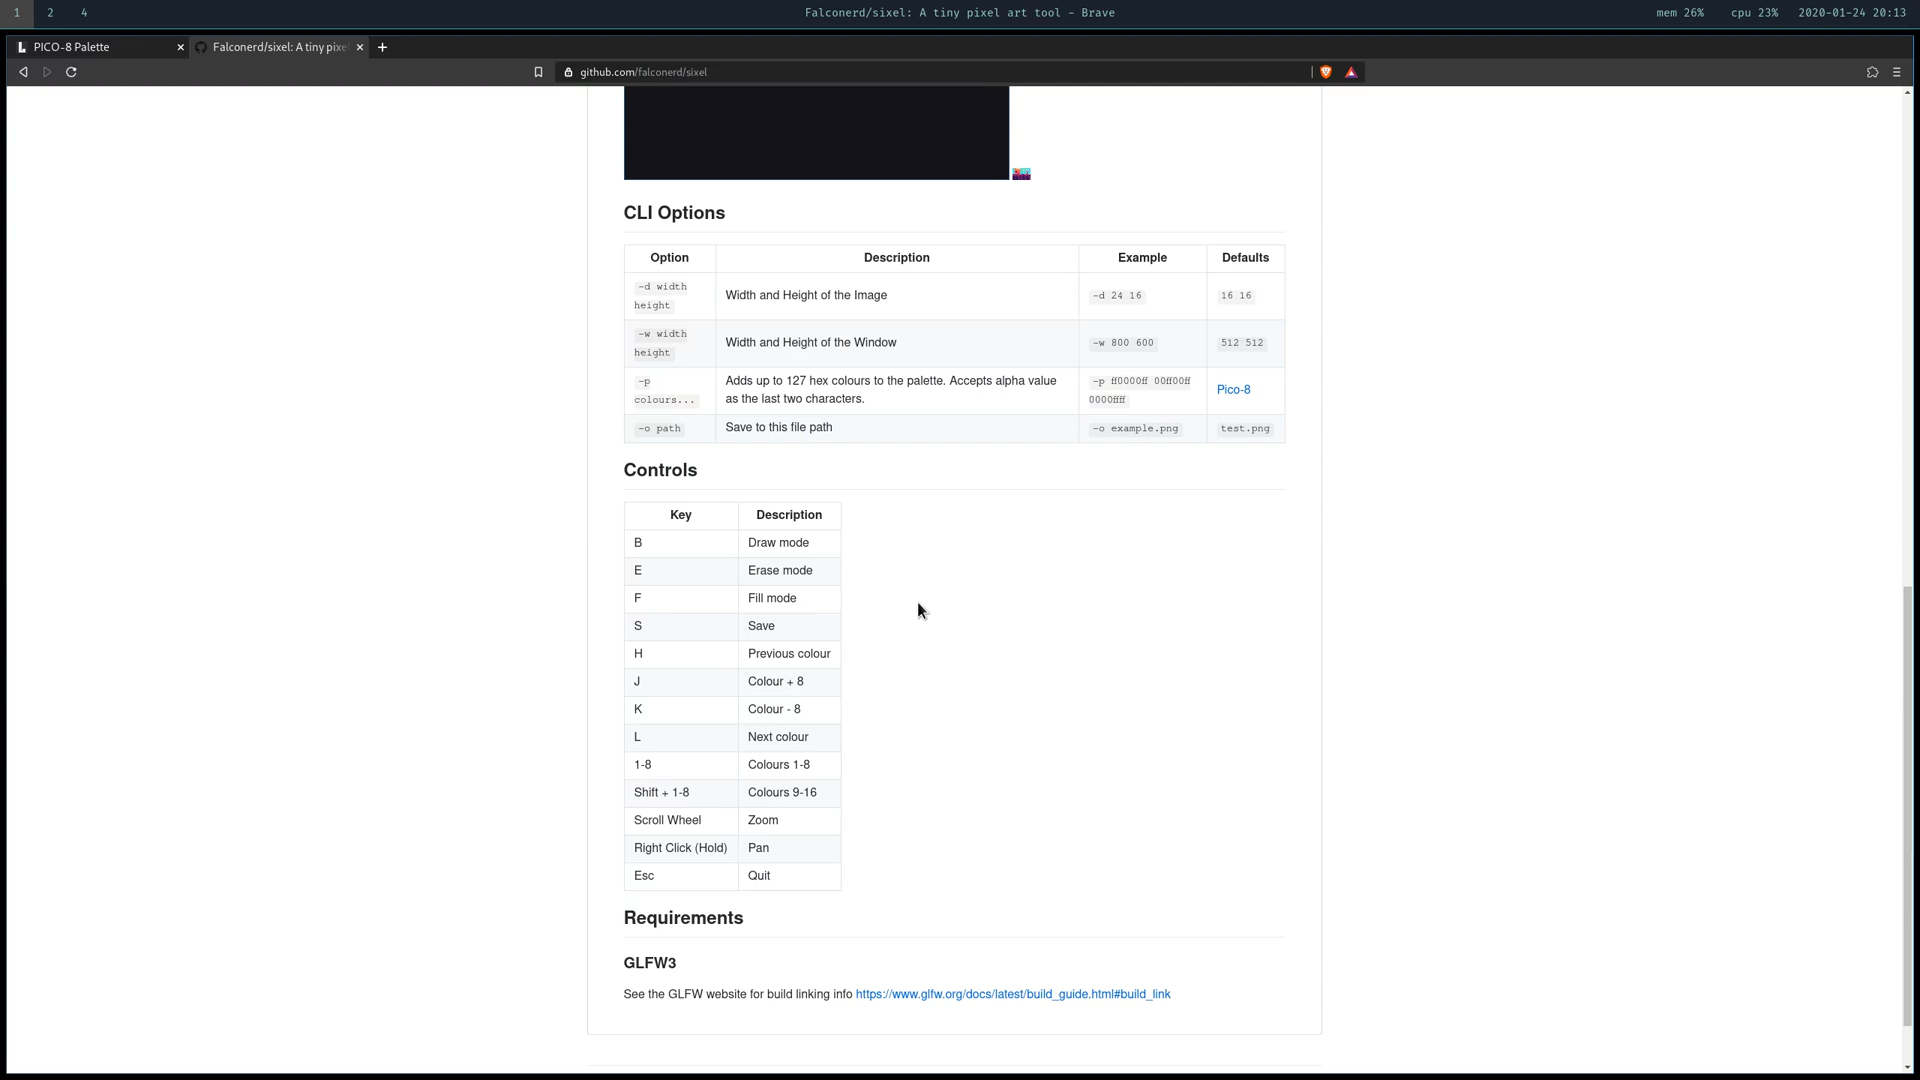 1 2 4 Falconerd/sixel: A tiny pixel art tool - Brave mem 26% cpu 23% 2020-01-24 20:13
PICO-8 Palette Falconerd/sixel: A tiny pixe
github.com/falconerd/sixel
CLI Options
Option Description Example Defaults
-d width height Width and Height of the Image -d 24 16 16 16
-w width height Width and Height of the Window -w 800 600 512 512
-p colours... Adds up to 127 hex colours to the palette. Accepts alpha value as the last two characters. -p ff0000ff 00ff00ff 0000ffff Pico-8
-o path Save to this file path -o example.png test.png
Controls
Key Description
B Draw mode
E Erase mode
F Fill mode
S Save
H Previous colour
J Colour + 8
K Colour - 8
L Next colour
1-8 Colours 1-8
Shift + 1-8 Colours 9-16
Scroll Wheel Zoom
Right Click (Hold) Pan
Esc Quit
Requirements
GLFW3
See the GLFW website for build linking info https://www.glfw.org/docs/latest/build_guide.html#build_link